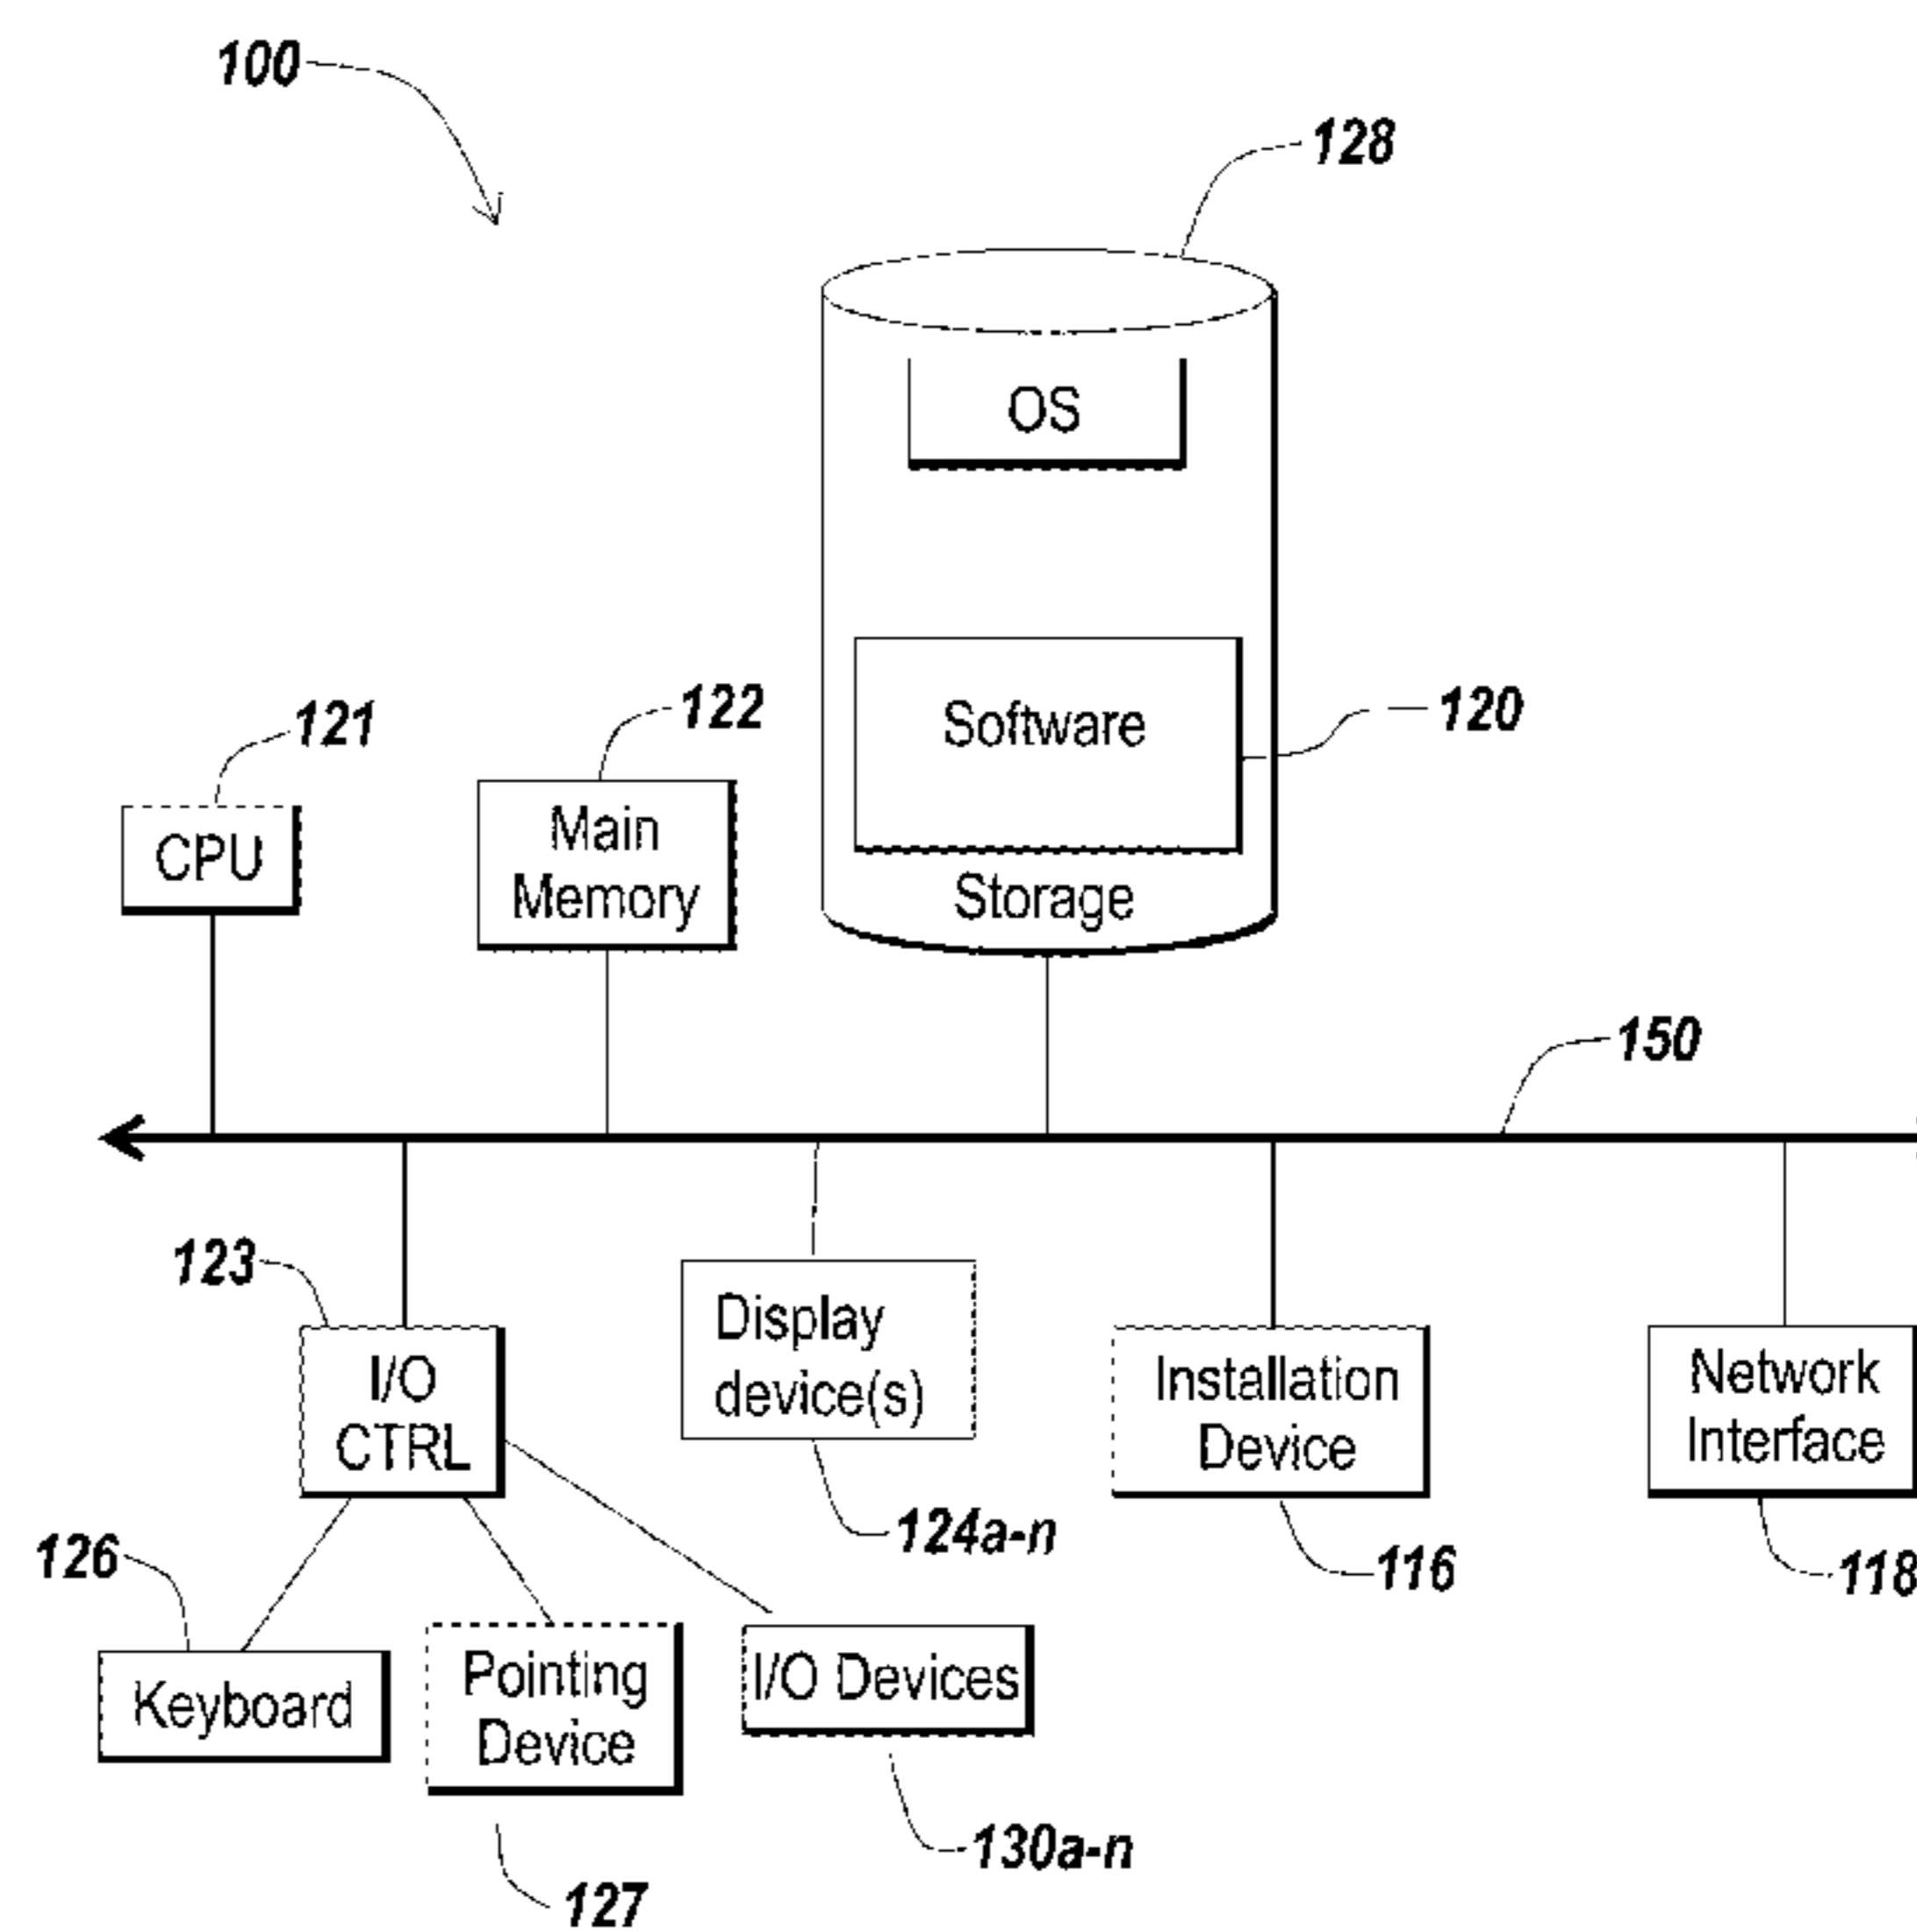 100
128
OS
121
122
Software
120
CPU
Main
Memory
Storage
150
123
I/O
CTRL
Display
device(s)
Installation
Device
Network
Interface
124a-n
116
118
126
Keyboard
Pointing
Device
I/O Devices
130a-n
127